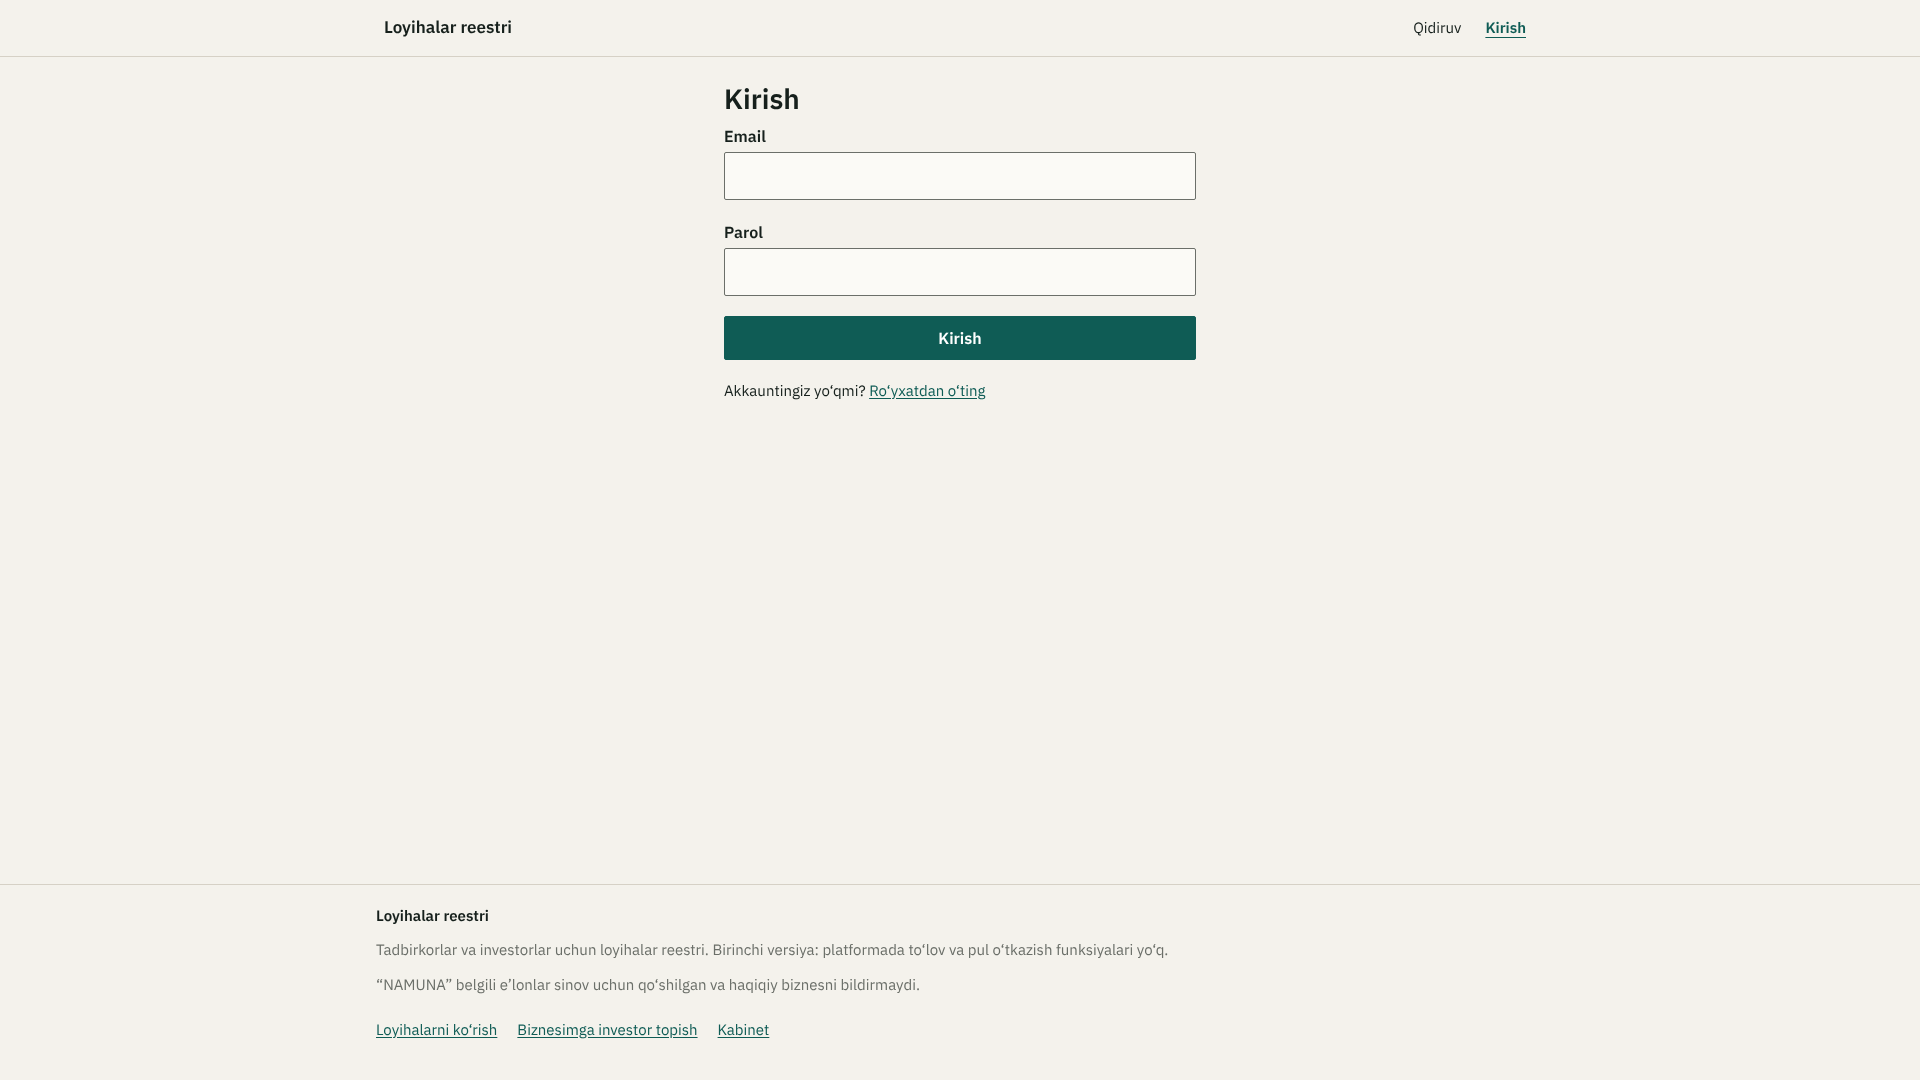 Loyihalar reestri
Qidiruv
Kirish
Kirish
Email
Parol
Kirish
Akkauntingiz yoʻqmi? Roʻyxatdan oʻting
Loyihalar reestri
Tadbirkorlar va investorlar uchun loyihalar reestri. Birinchi versiya: platformada toʻlov va pul oʻtkazish funksiyalari yoʻq.
“NAMUNA” belgili eʼlonlar sinov uchun qoʻshilgan va haqiqiy biznesni bildirmaydi.
Loyihalarni koʻrish
Biznesimga investor topish
Kabinet